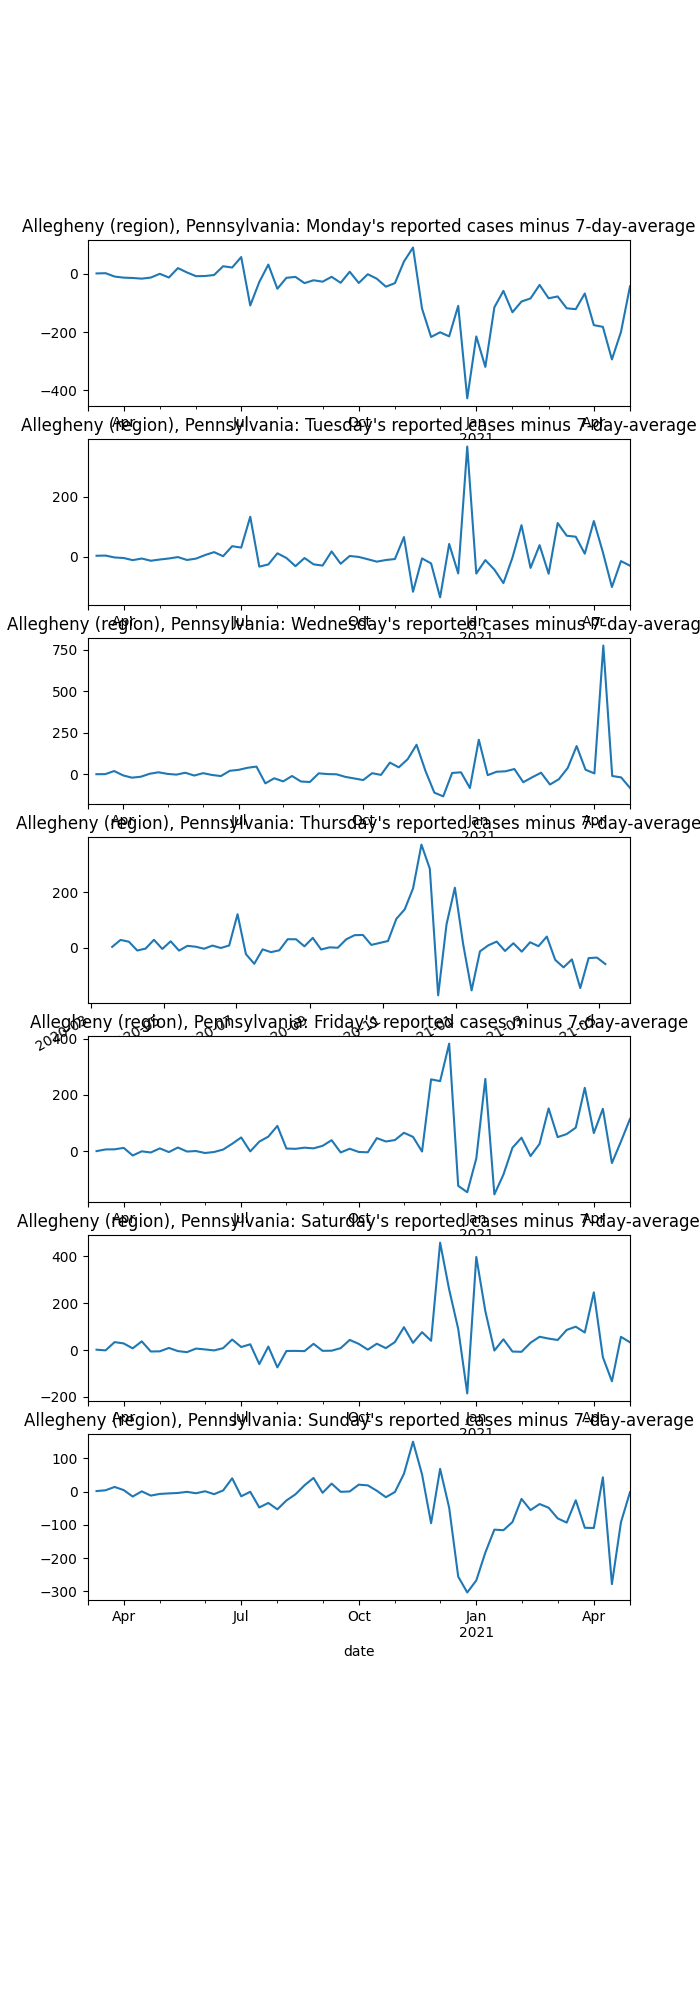 Allegheny (region), Pennsylvania: Monday's reported cases minus 7-day-average
0
−200
−400
Apr Jul Oct Jan Apr
2021
Allegheny (region), Pennsylvania: Tuesday's reported cases minus 7-day-average
200
0
Apr Jul Oct Jan Apr
2021
Allegheny (region), Pennsylvania: Wednesday's reported cases minus 7-day-averag
750
500
250
0
Apr Jul Oct Jan Apr
2021
Allegheny (region), Pennsylvania: Thursday's reported cases minus 7-day-average
200
0
Allegheny (region), Pennsylvania: Friday's reported cases minus 7-day-average
400
200
0
Apr Jul Oct Jan Apr
2021
Allegheny (region), Pennsylvania: Saturday's reported cases minus 7-day-average
400
200
0
−200
Apr Jul Oct Jan Apr
2021
Allegheny (region), Pennsylvania: Sunday's reported cases minus 7-day-average
100
0
−100
−200
−300
Apr Jul Oct Jan Apr
2021
date